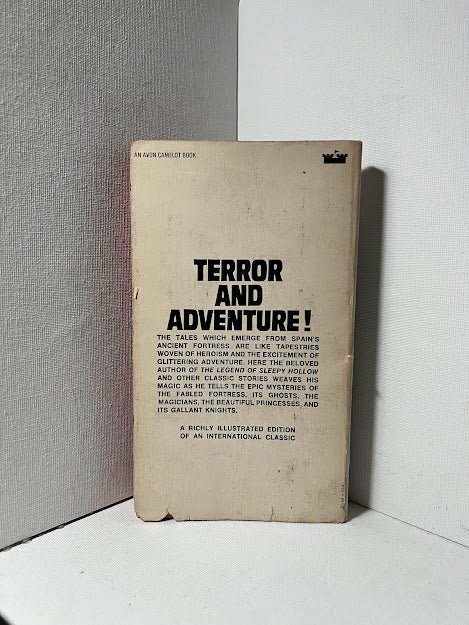 AN AVON CAMELOT BOOK
TERROR
AND
ADVENTURE!
THE TALES WHICH EMERGE FROM SPAIN'S
ANCIENT FORTRESS ARE LIKE TAPESTRIES
WOVEN OF HEROISM AND THE EXCITEMENT OF
GLITTERING ADVENTURE. HERE THE BELOVED
AUTHOR OF THE LEGEND OF SLEEPY HOLLOW
AND OTHER CLASSIC STORIES WEAVES HIS
MAGIC AS HE TELLS THE EPIC MYSTERIES OF
THE FABLED FORTRESS, ITS GHOSTS, THE
MAGICIANS, THE BEAUTIFUL PRINCESSES, AND
ITS GALLANT KNIGHTS.
A RICHLY ILLUSTRATED EDITION
OF AN INTERNATIONAL CLASSIC